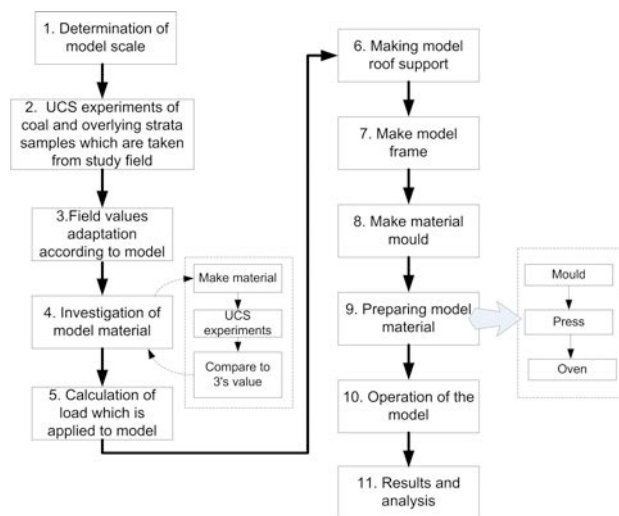 1. Determination of
model scale
2. UCS experiments of
coal and overlying strata
samples which are taken
from study field
3.Field values
adaptation according to
model
4. Investigation of
model material
Make material
UCS
experiments
Compare to
3's value
5. Calculation of
load which is
applied to model
6. Making model
roof support
7. Make model
frame
8. Make material
mould
9. Preparing model
material
Mould
Press
Oven
10. Operation of the
model
11. Results and
analysis